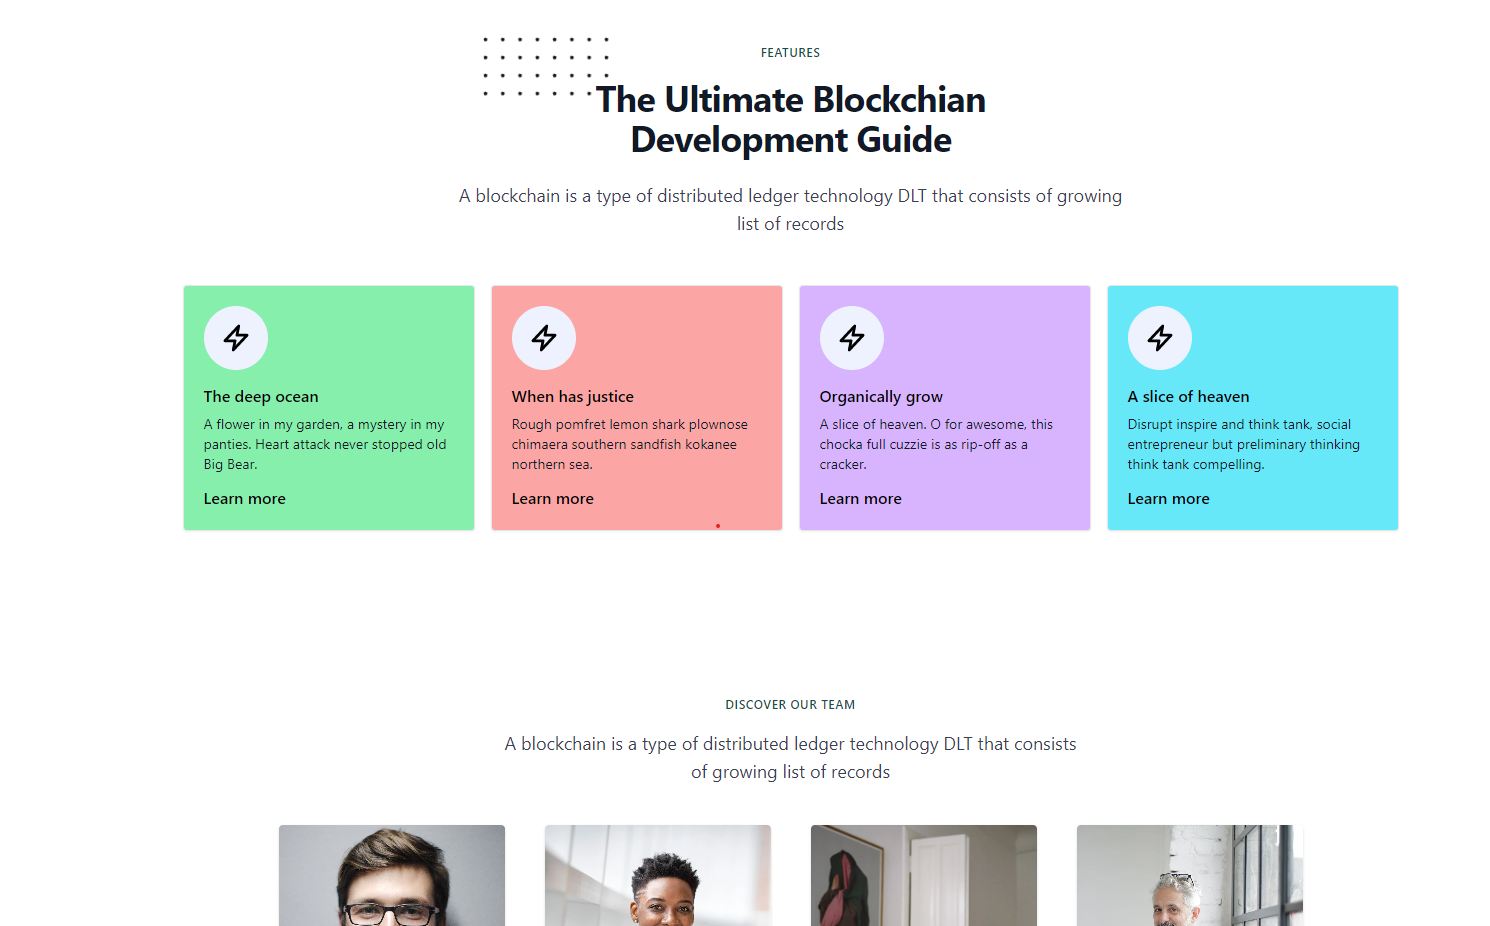 FEATURES
The Ultimate Blockchian
Development Guide
A blockchain is a type of distributed ledger technology DLT that consists of growing
list of records
The deep ocean
A flower in my garden, a mystery in my
panties. Heart attack never stopped old
Big Bear.
Learn more
When has justice
Rough pomfret lemon shark plownose
chimaera southern sandfish kokanee
northern sea.
Learn more
Organically grow
A slice of heaven. O for awesome, this
chocka full cuzzie is as rip-off as a
cracker.
Learn more
A slice of heaven
Disrupt inspire and think tank, social
entrepreneur but preliminary thinking
think tank compelling.
Learn more
DISCOVER OUR TEAM
A blockchain is a type of distributed ledger technology DLT that consists
of growing list of records